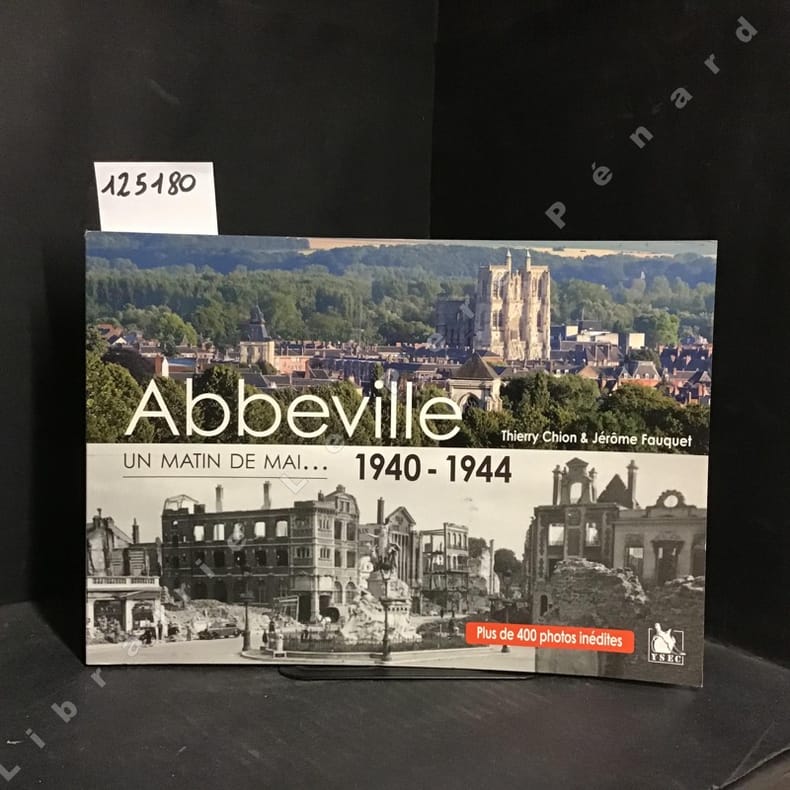 125180
Abbeville
Thierry Chion & Jérôme Fauquet
UN MATIN DE MAI... 1940 - 1944
Plus de 400 photos inédites
YSEC
Librairie Pénard